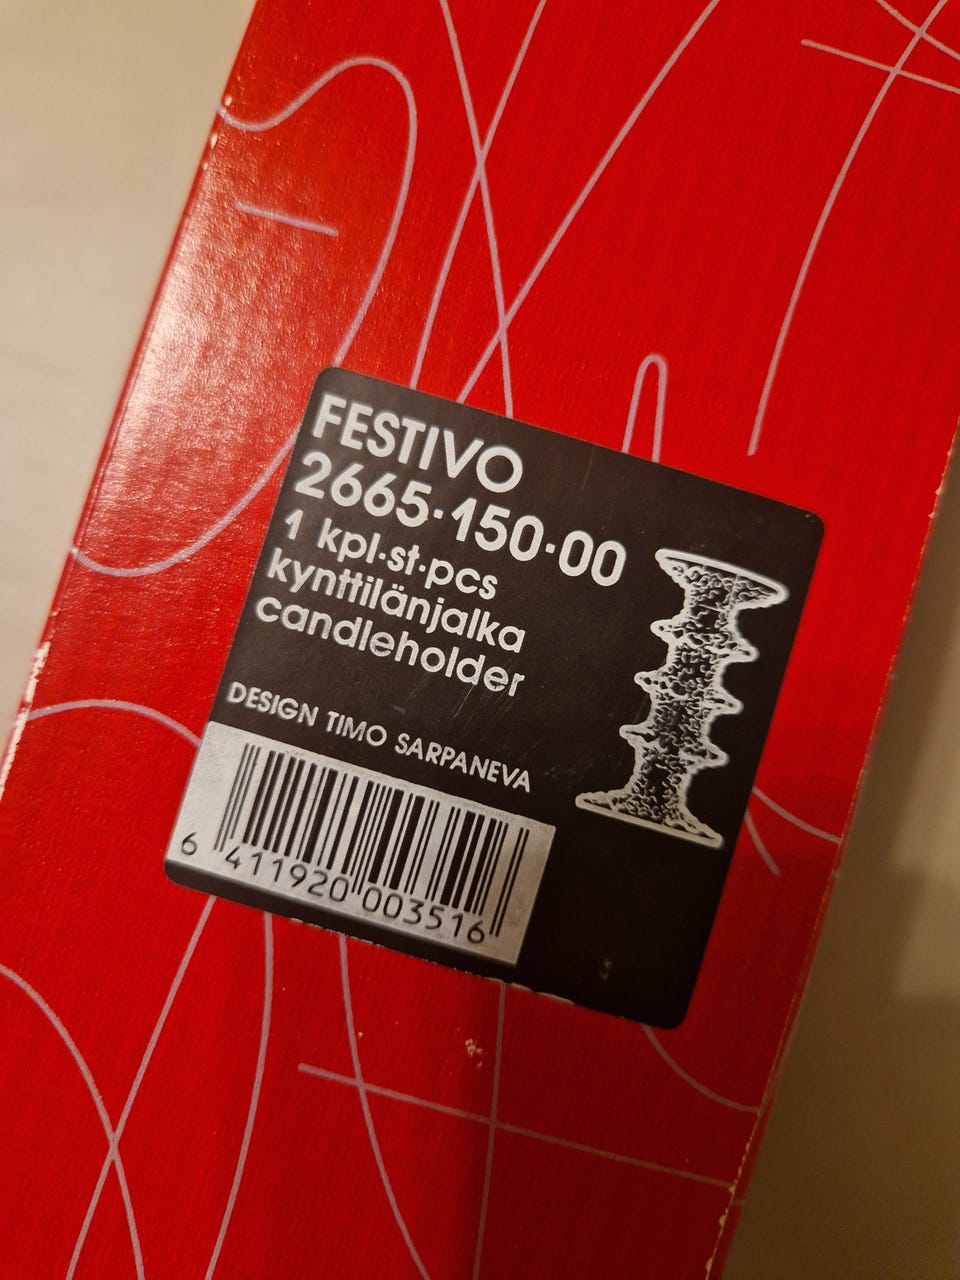 FESTIVO
2665·150·00
1 kpl·st·pcs
kynttilänjalka
candleholder
DESIGN TIMO SARPANEVA
6 411920 003516